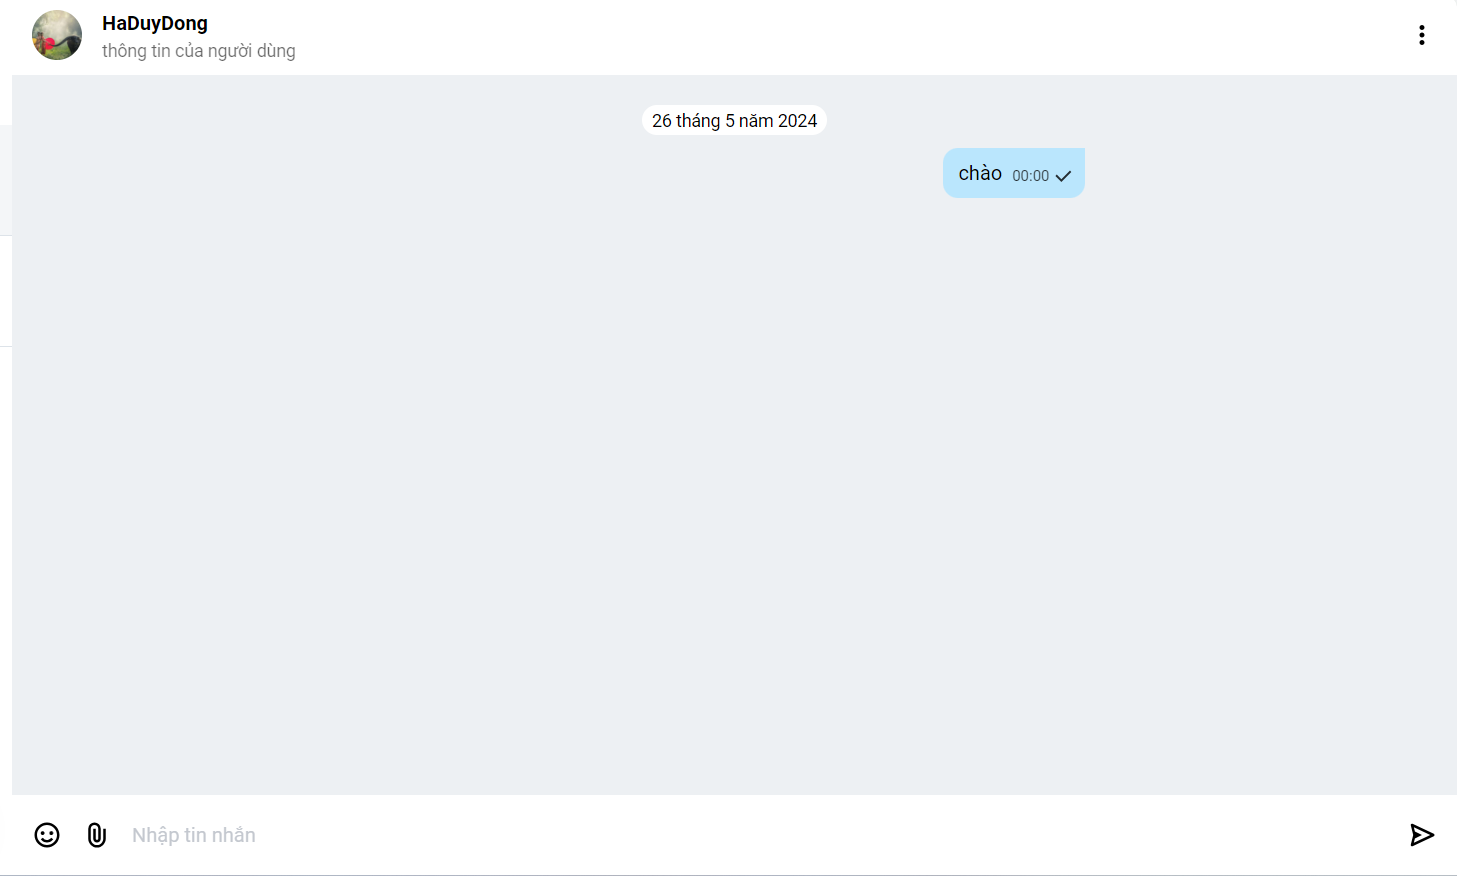 HaDuyDong
thông tin của người dùng
26 tháng 5 năm 2024
chào 00:00
Nhập tin nhắn